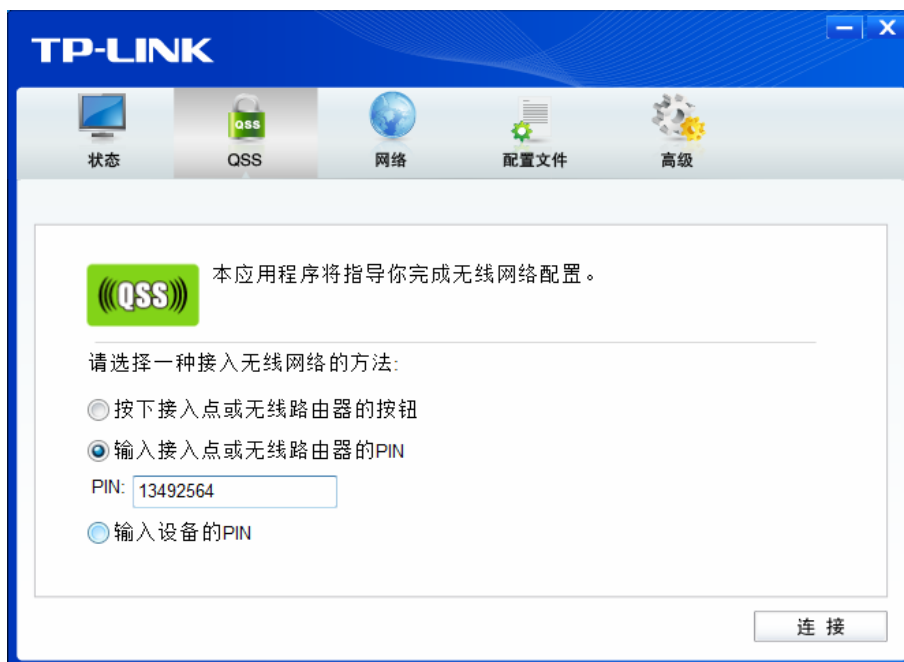 TP-LINK
QSS
状态 QSS 网络 配置文件 高级
QSS 本应用程序将指导你完成无线网络配置。
请选择一种接入无线网络的方法:
按下接入点或无线路由器的按钮
输入接入点或无线路由器的PIN
PIN: 13492564
输入设备的PIN
连 接